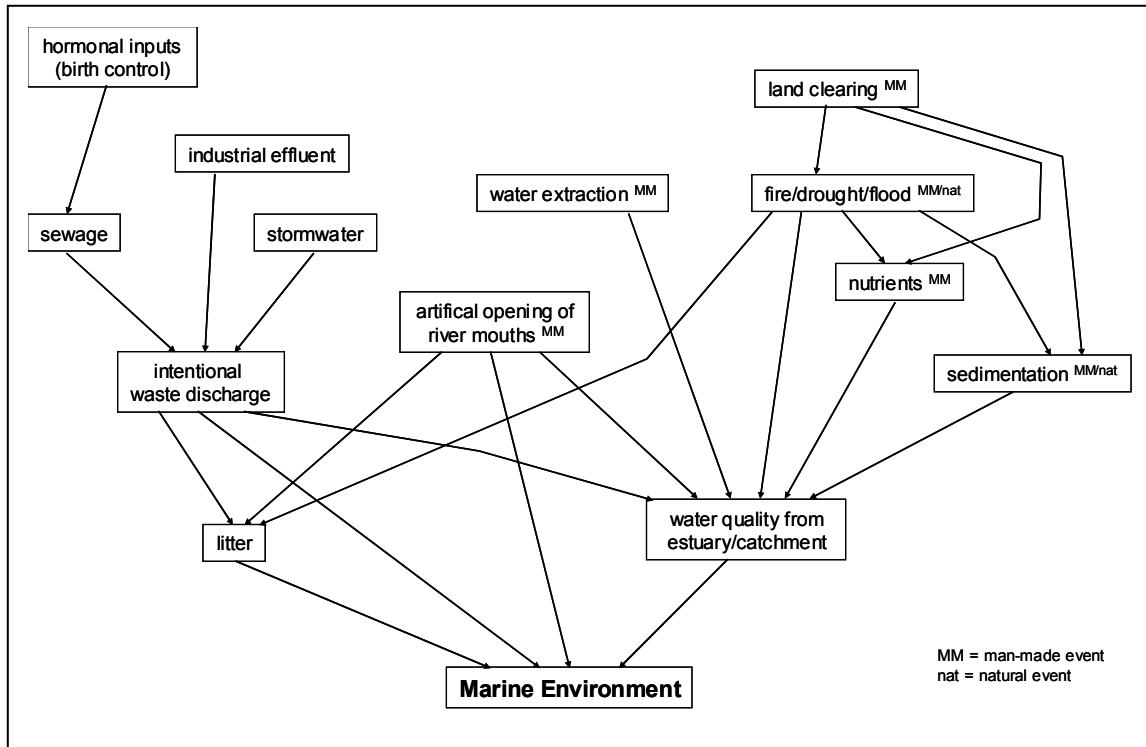 hormonal inputs
(birth control)
land clearing MM
industrial effluent
water extraction MM
fire/drought/flood MM/nat
sewage
stormwater
nutrients MM
artifical opening of
river mouths MM
intentional
waste discharge
sedimentation MM/nat
litter
water quality from
estuary/catchment
Marine Environment
MM = man-made event
nat = natural event